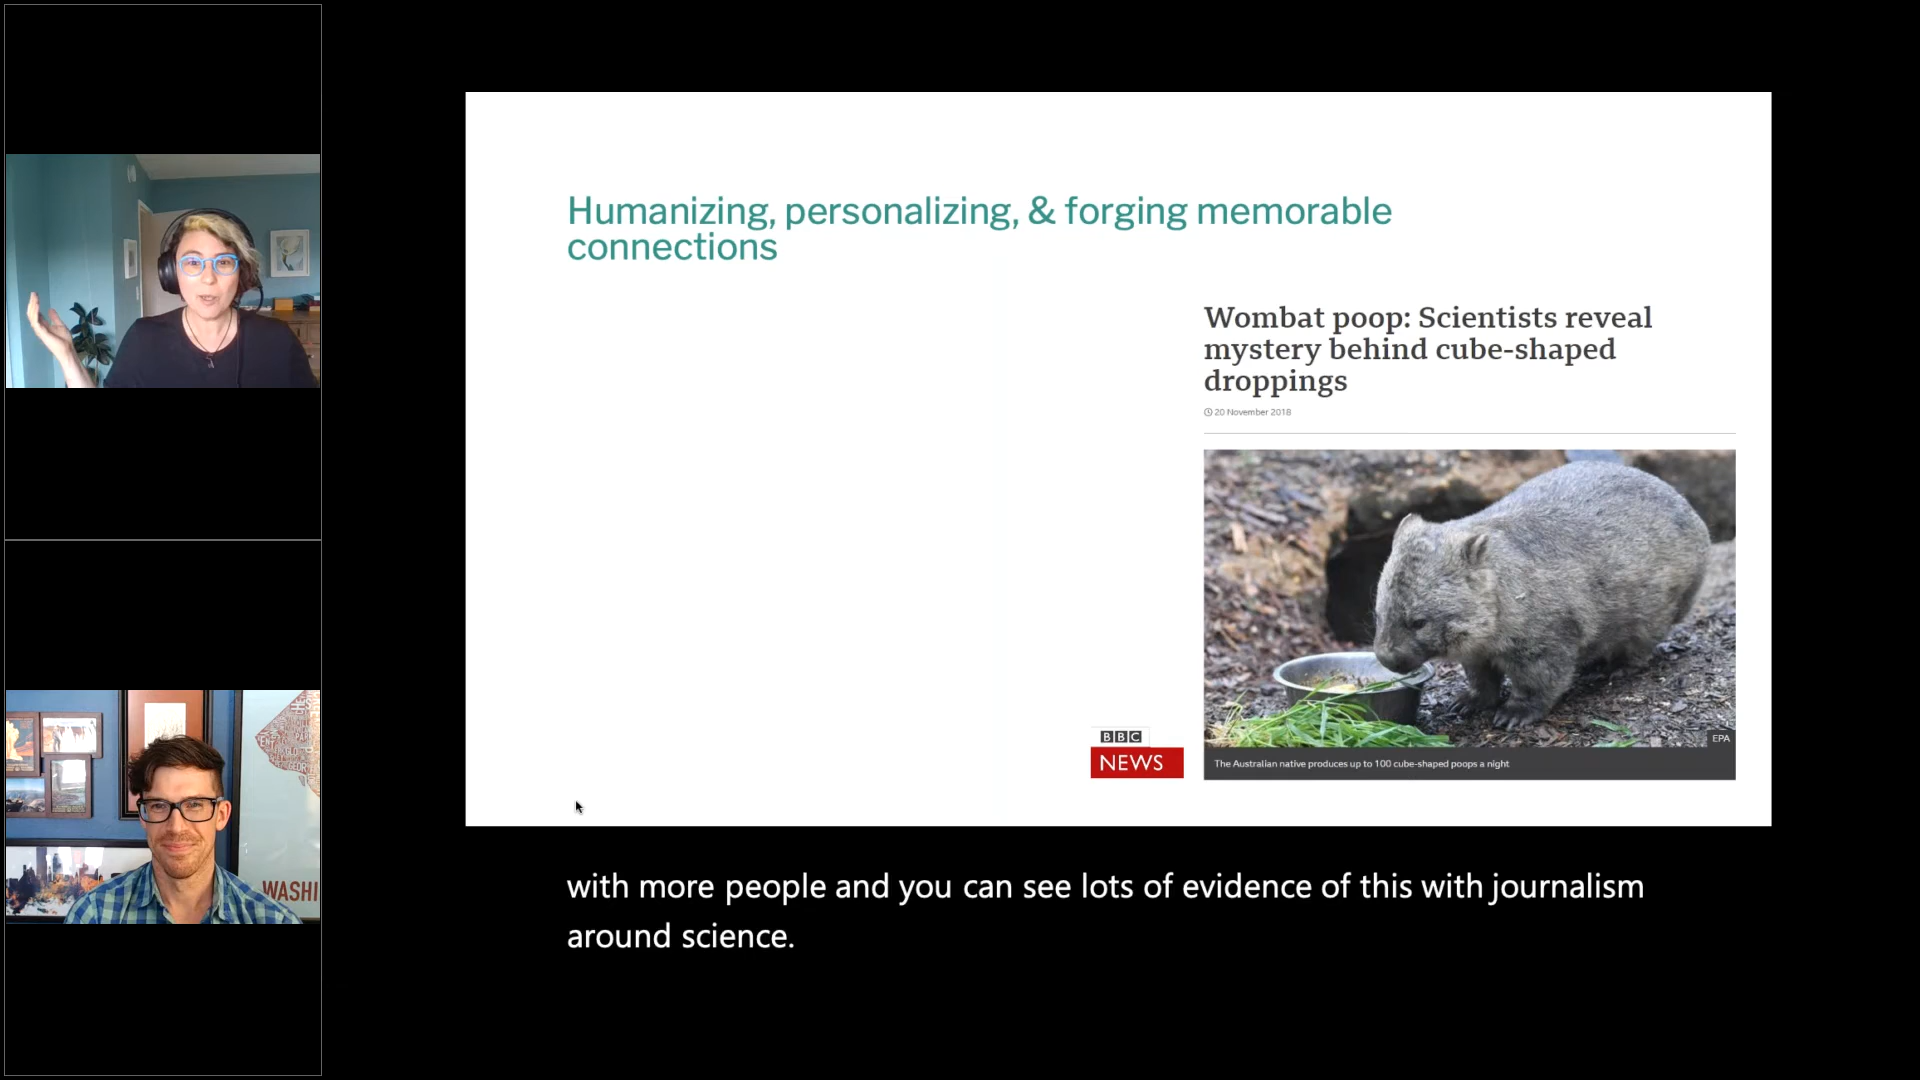 Humanizing, personalizing, & forging memorable
connections
Wombat poop: Scientists reveal
mystery behind cube-shaped
droppings
20 November 2018
EPA
The Australian native produces up to 100 cube-shaped poops a night
BBC
NEWS
WASHI
with more people and you can see lots of evidence of this with journalism
around science.